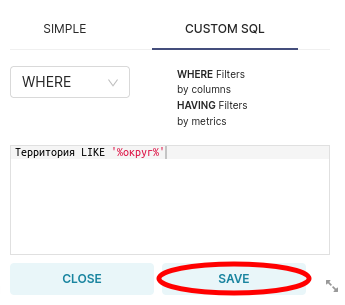 SIMPLE
CUSTOM SQL
WHERE
WHERE Filters
by columns
HAVING Filters
by metrics
Территория LIKE '%округ%'
CLOSE
SAVE